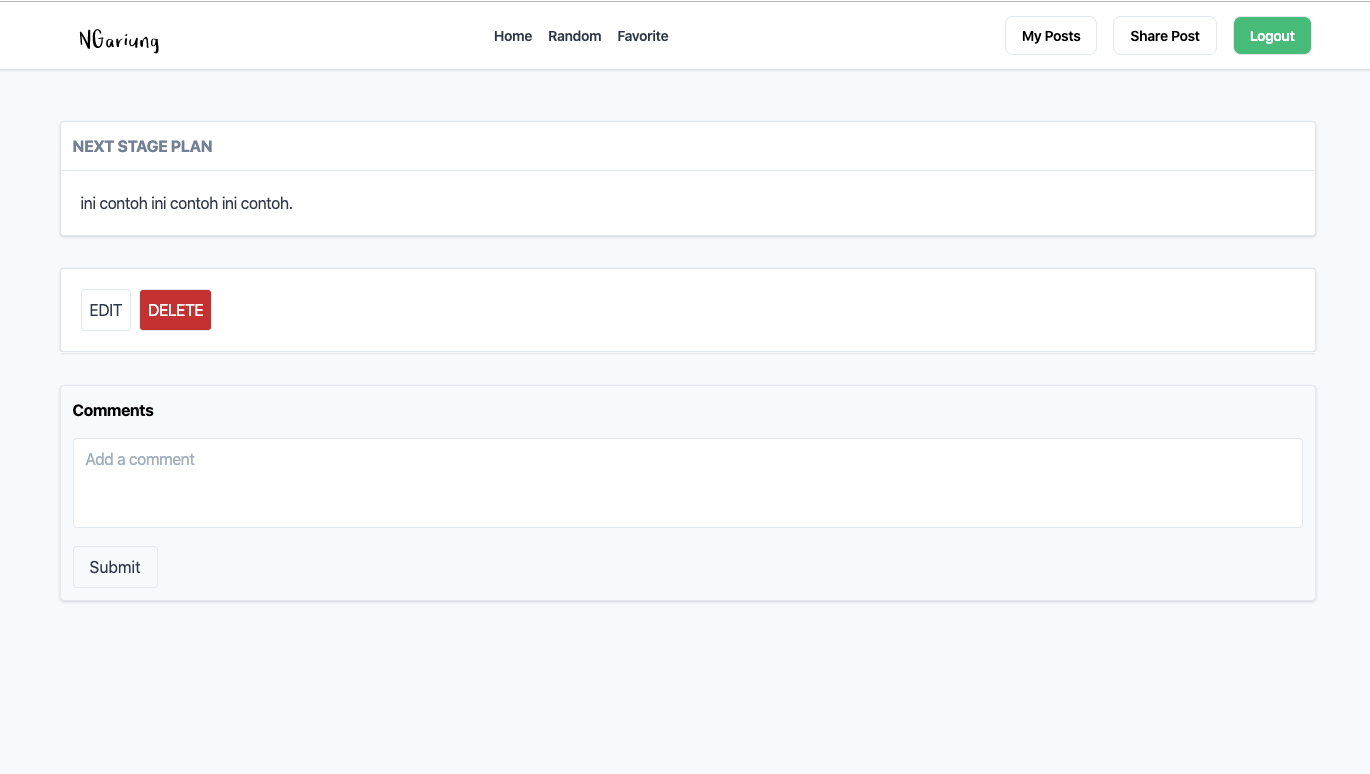 NGariung
Home Random Favorite
My Posts Share Post Logout
NEXT STAGE PLAN
ini contoh ini contoh ini contoh.
EDIT DELETE
Comments
Add a comment
Submit